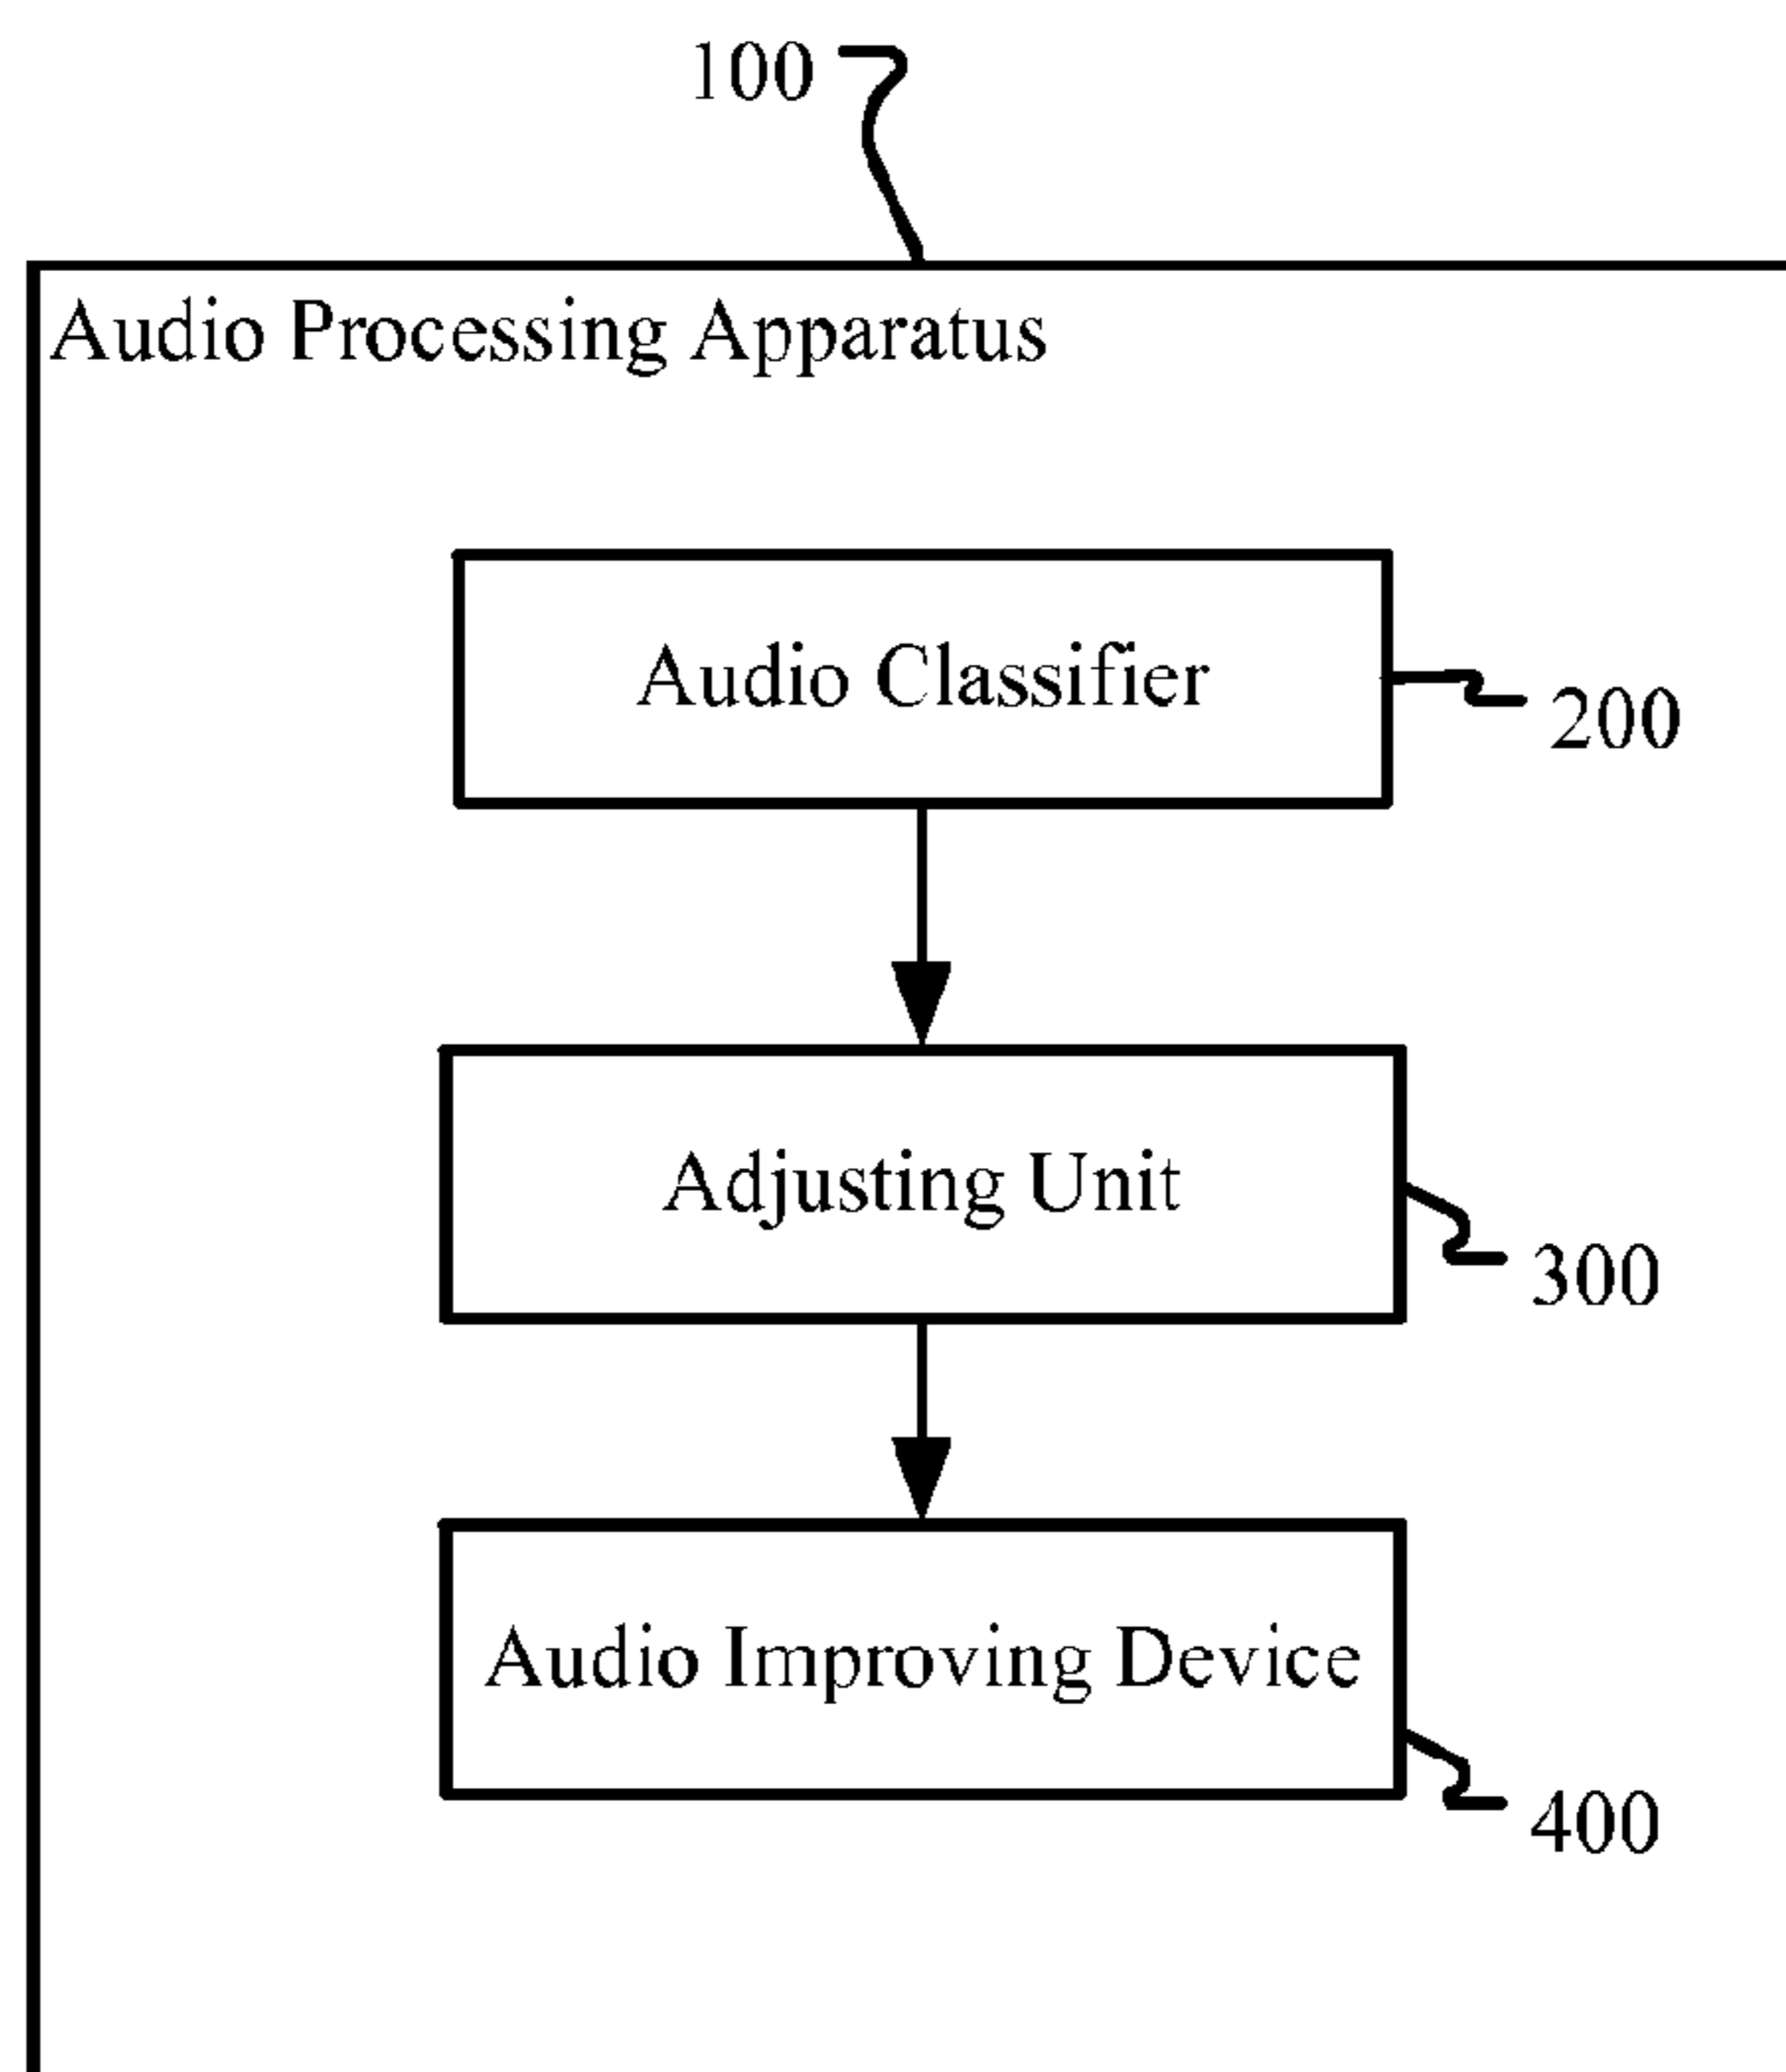 100
Audio Processing Apparatus
Audio Classifier
200
Adjusting Unit
300
Audio Improving Device
400